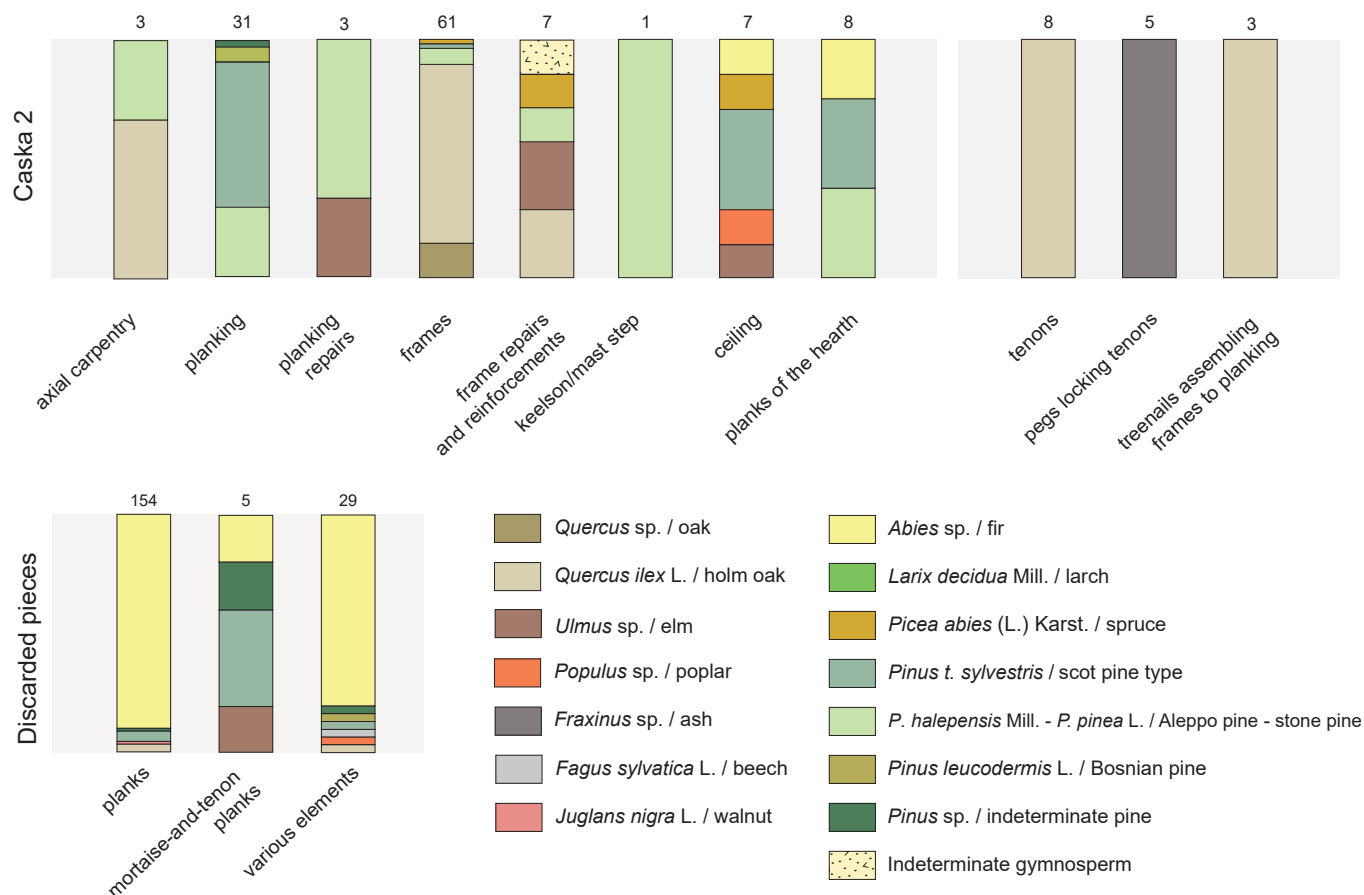 3 31 3 61 7 1 7 8 8 5 3
Caska 2
axial carpentry
planking
planking
repairs
frames
frame repairs
and reinforcements
keelson/mast step
ceiling
planks of the hearth
tenons
pegs locking tenons
treenails assembling
frames to planking
154 5 29
Discarded pieces
planks
mortaise-and-tenon
planks
various elements
Quercus sp. / oak
Quercus ilex L. / holm oak
Ulmus sp. / elm
Populus sp. / poplar
Fraxinus sp. / ash
Fagus sylvatica L. / beech
Juglans nigra L. / walnut
Abies sp. / fir
Larix decidua Mill. / larch
Picea abies (L.) Karst. / spruce
Pinus t. sylvestris / scot pine type
P. halepensis Mill. - P. pinea L. / Aleppo pine - stone pine
Pinus leucodermis L. / Bosnian pine
Pinus sp. / indeterminate pine
Indeterminate gymnosperm